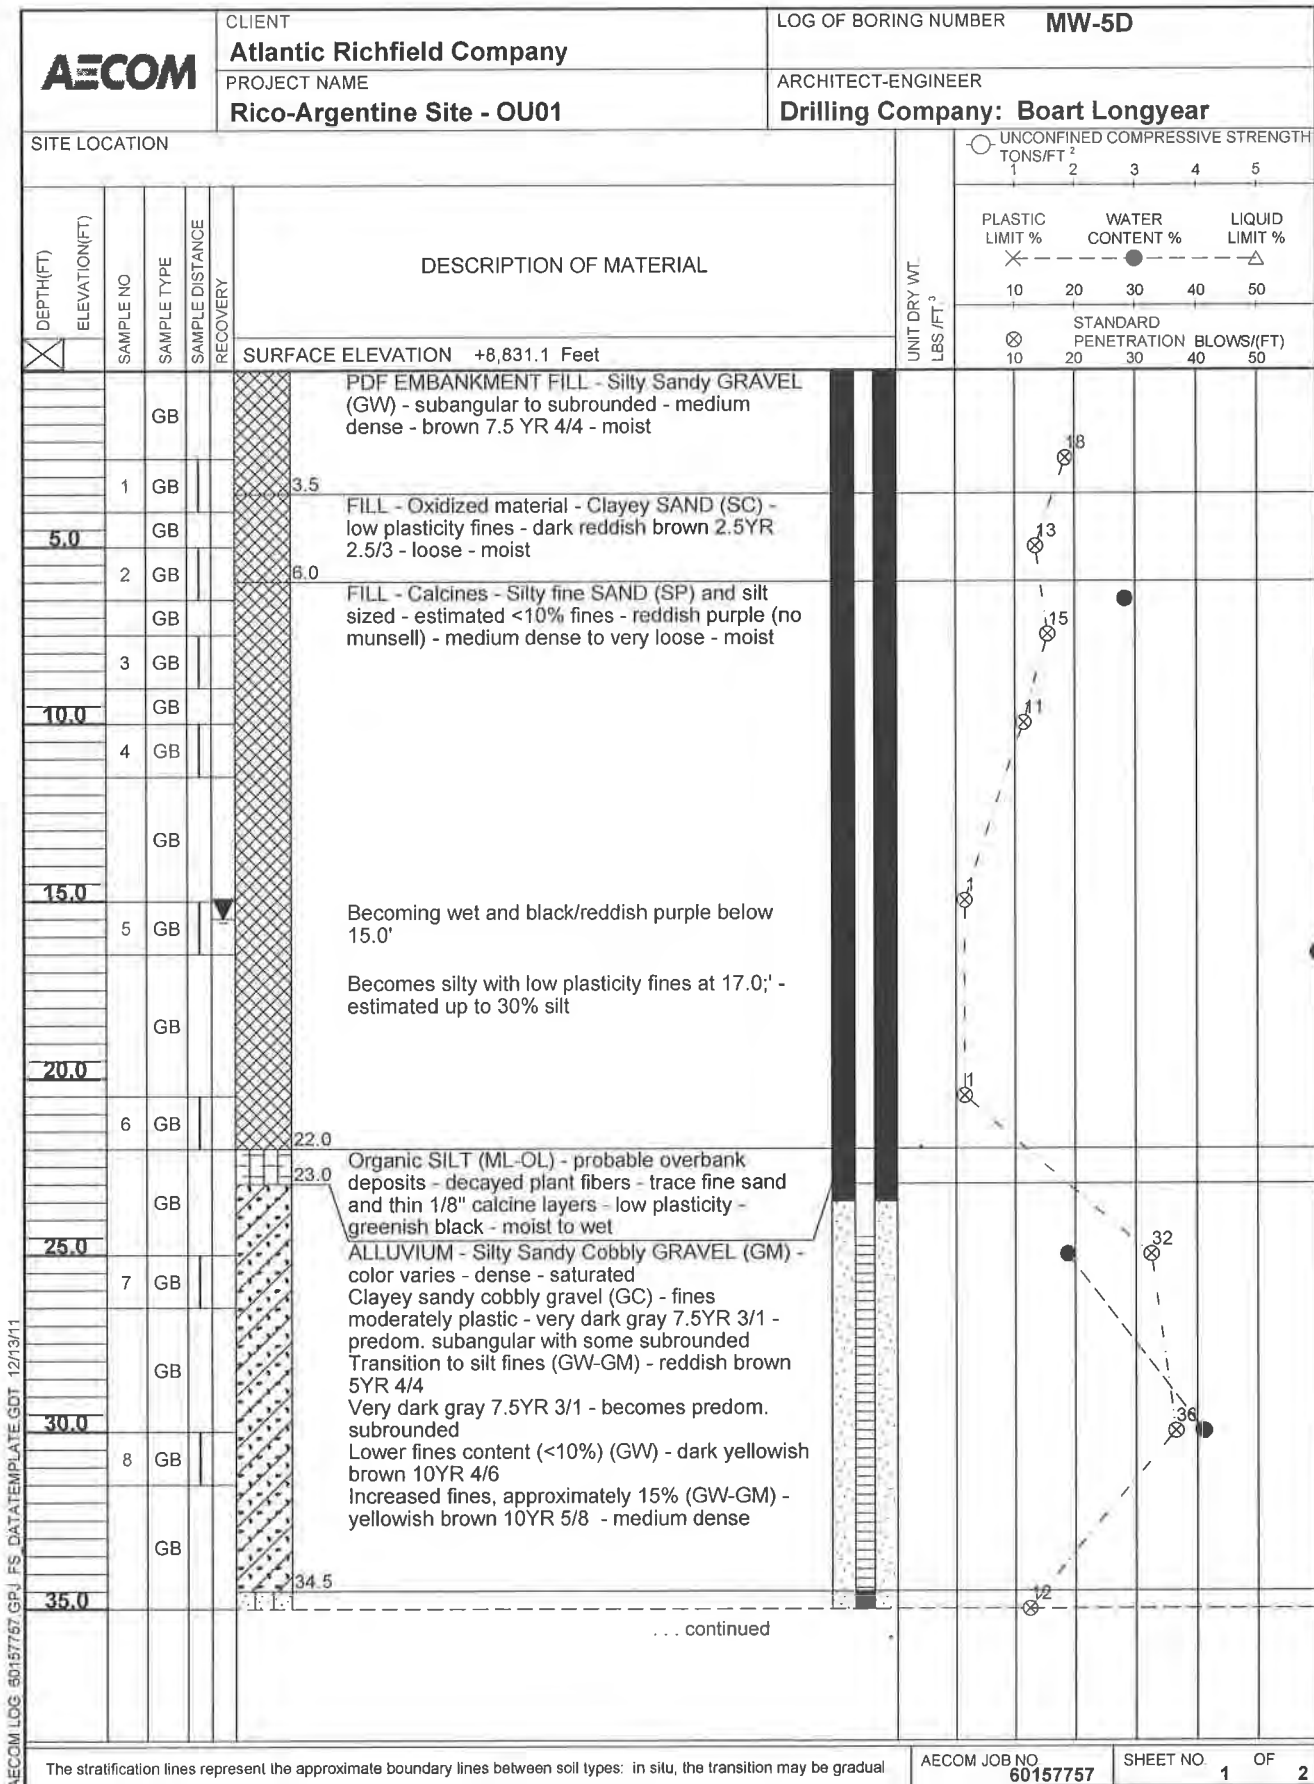 AECOM
CLIENT
Atlantic Richfield Company
PROJECT NAME
Rico-Argentine Site - OU01
LOG OF BORING NUMBER MW-5D
ARCHITECT-ENGINEER
Drilling Company: Boart Longyear
SITE LOCATION
DEPTH(FT)
ELEVATION(FT)
SAMPLE NO
SAMPLE TYPE
SAMPLE DISTANCE
RECOVERY
DESCRIPTION OF MATERIAL
SURFACE ELEVATION +8,831.1 Feet
UNIT DRY WT.
LBS /FT.³
UNCONFINED COMPRESSIVE STRENGTH
TONS/FT ²
1 2 3 4 5
PLASTIC LIMIT %
WATER CONTENT %
LIQUID LIMIT %
10 20 30 40 50
STANDARD
PENETRATION BLOWS/(FT)
10 20 30 40 50
PDF EMBANKMENT FILL - Silty Sandy GRAVEL
(GW) - subangular to subrounded - medium
dense - brown 7.5 YR 4/4 - moist
GB
18
1 GB
3.5
FILL - Oxidized material - Clayey SAND (SC) -
low plasticity fines - dark reddish brown 2.5YR
2.5/3 - loose - moist
5.0
GB
13
2 GB
6.0
FILL - Calcines - Silty fine SAND (SP) and silt
sized - estimated <10% fines - reddish purple (no
munsell) - medium dense to very loose - moist
GB
15
3 GB
10.0
GB
11
4 GB
GB
15.0
1
5 GB
Becoming wet and black/reddish purple below
15.0'
Becomes silty with low plasticity fines at 17.0;' -
estimated up to 30% silt
GB
20.0
1
6 GB
22.0
Organic SILT (ML-OL) - probable overbank
23.0
deposits - decayed plant fibers - trace fine sand
and thin 1/8" calcine layers - low plasticity -
greenish black - moist to wet
GB
25.0
32
ALLUVIUM - Silty Sandy Cobbly GRAVEL (GM) -
color varies - dense - saturated
7 GB
Clayey sandy cobbly gravel (GC) - fines
moderately plastic - very dark gray 7.5YR 3/1 -
predom. subangular with some subrounded
Transition to silt fines (GW-GM) - reddish brown
5YR 4/4
GB
Very dark gray 7.5YR 3/1 - becomes predom.
subrounded
30.0
36
Lower fines content (<10%) (GW) - dark yellowish
brown 10YR 4/6
8 GB
Increased fines, approximately 15% (GW-GM) -
yellowish brown 10YR 5/8 - medium dense
GB
34.5
35.0
12
. . . continued
AECOM LOG 60157757.GPJ FS_DATATEMPLATE.GDT 12/13/11
The stratification lines represent the approximate boundary lines between soil types: in situ, the transition may be gradual
AECOM JOB NO.
60157757
SHEET NO. 1 OF 2